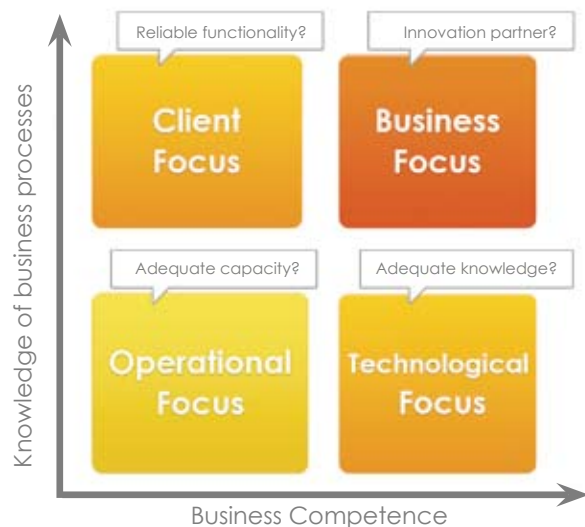 Reliable functionality?
Innovation partner?
Client
Focus
Business
Focus
Adequate capacity?
Adequate knowledge?
Operational
Focus
Technological
Focus
Knowledge of business processes
Business Competence